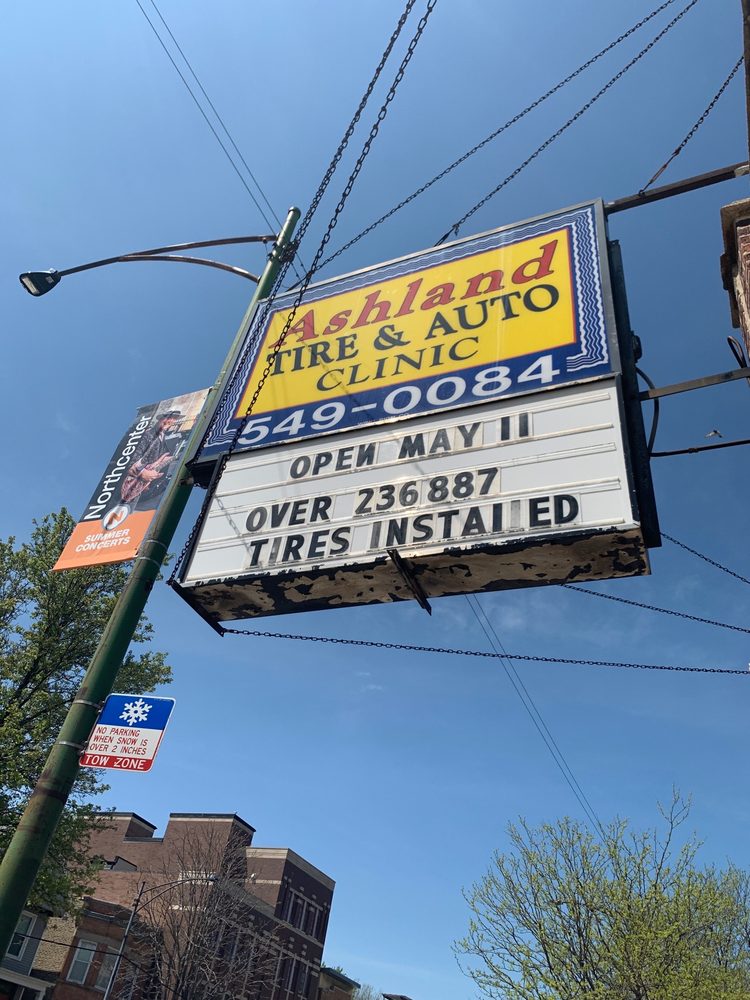 Ashland
TIRE & AUTO
CLINIC
549-0084
OPEN MAY 11
OVER 236887
TIRES INSTALLED
Northcenter
SUMMER
CONCERTS
NO PARKING
WHEN SNOW IS
OVER 2 INCHES
TOW ZONE